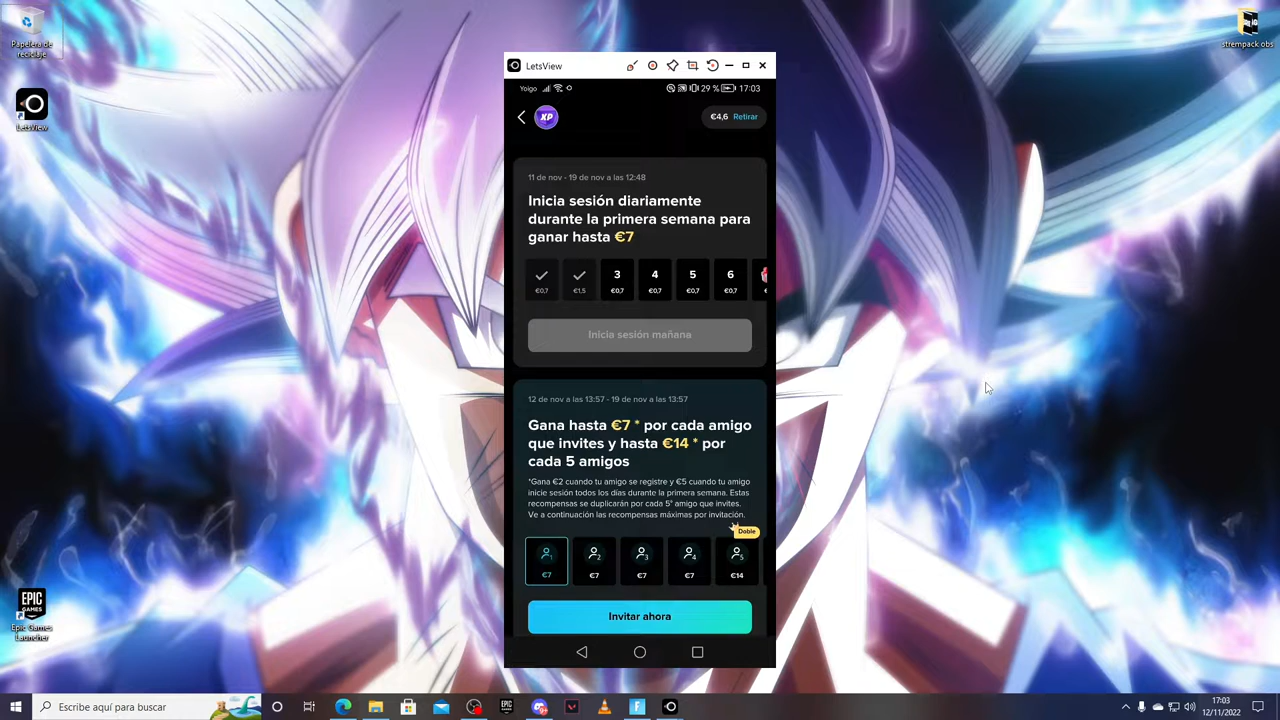 Papelera de
reciclaje
strempack obs
LetsView
LetsView
Yoigo
29 %
17:03
XP
€4,6 Retirar
11 de nov - 19 de nov a las 12:48
Inicia sesión diariamente
durante la primera semana para
ganar hasta €7
3 4 5 6
€0,7 €1,5 €0,7 €0,7 €0,7 €0,7
Inicia sesión mañana
12 de nov a las 13:57 - 19 de nov a las 13:57
Gana hasta €7 * por cada amigo
que invites y hasta €14 * por
cada 5 amigos
*Gana €2 cuando tu amigo se registre y €5 cuando tu amigo
inicie sesión todos los días durante la primera semana. Estas
recompensas se duplicarán por cada 5° amigo que invites.
Ve a continuación las recompensas máximas por invitación.
Doble
1 2 3 4 5
€7 €7 €7 €7 €14
Invitar ahora
EPIC
GAMES
Epic Games
Launcher
Escribe aquí para buscar
17:03
12/11/2022